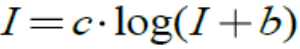 I = c · log(I + b)